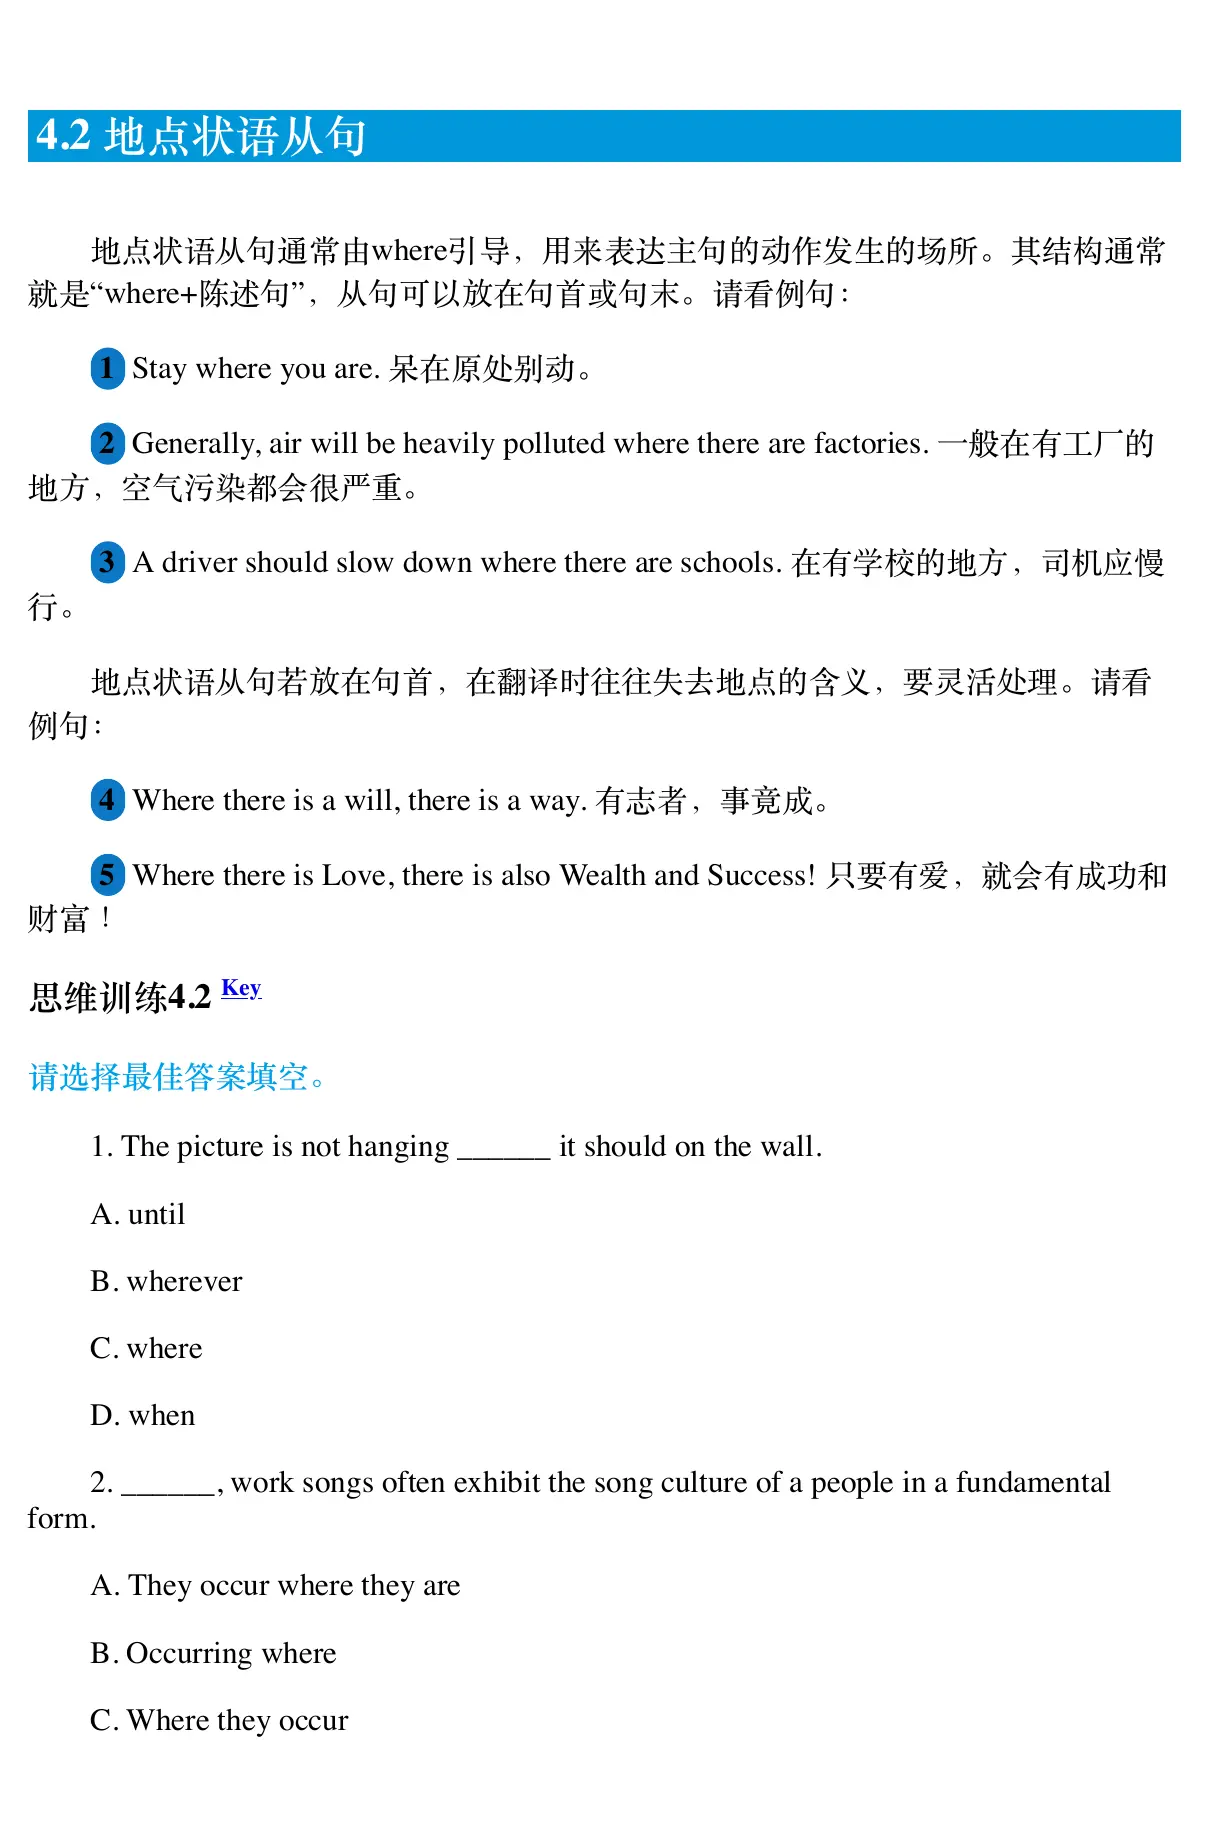 4.2 地点状语从句
地点状语从句通常由where引导，用来表达主句的动作发生的场所。其结构通常
就是“where+陈述句”，从句可以放在句首或句末。请看例句：
1 Stay where you are. 呆在原处别动。
2 Generally, air will be heavily polluted where there are factories. 一般在有工厂的
地方，空气污染都会很严重。
3 A driver should slow down where there are schools. 在有学校的地方，司机应慢
行。
地点状语从句若放在句首，在翻译时往往失去地点的含义，要灵活处理。请看
例句：
4 Where there is a will, there is a way. 有志者，事竟成。
5 Where there is Love, there is also Wealth and Success! 只要有爱，就会有成功和
财富！
思维训练4.2 Key
请选择最佳答案填空。
1. The picture is not hanging ______ it should on the wall.
A. until
B. wherever
C. where
D. when
2. ______, work songs often exhibit the song culture of a people in a fundamental
form.
A. They occur where they are
B. Occurring where
C. Where they occur